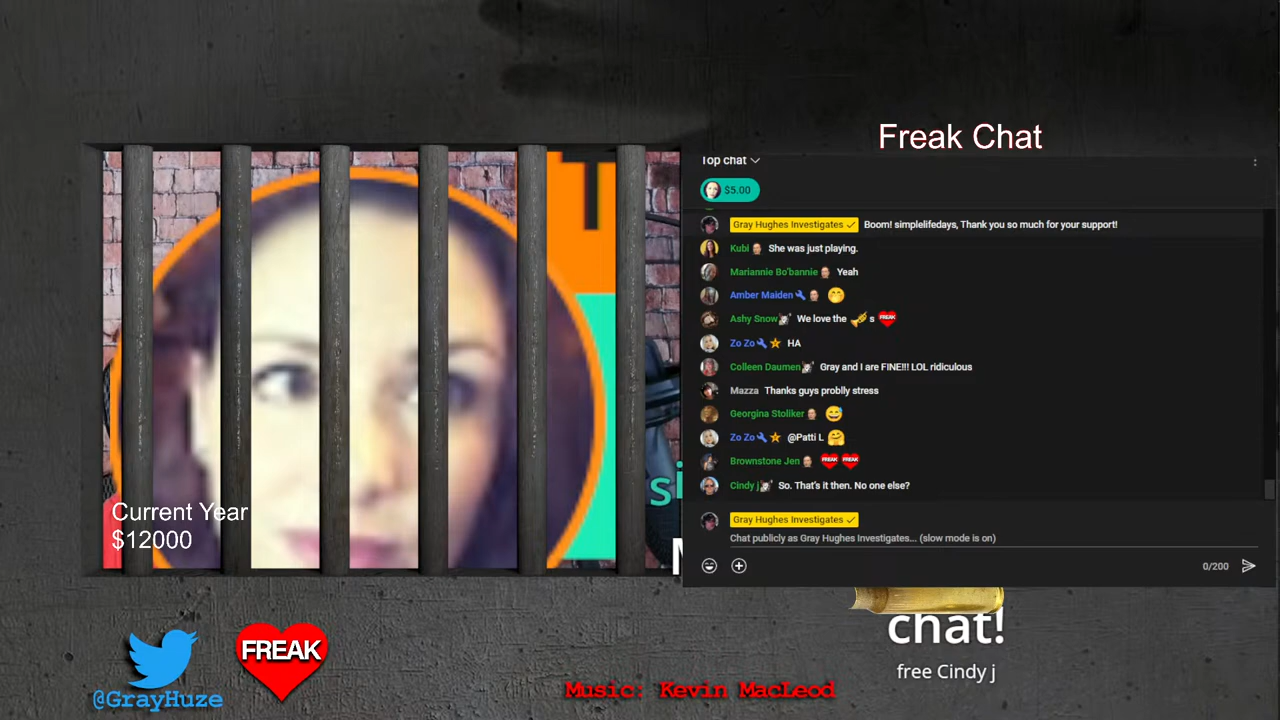 Freak Chat
Top chat
$5.00
Gray Hughes Investigates Boom! simplelifedays, Thank you so much for your support!
Kubi She was just playing.
Mariannie Bo'bannie Yeah
Amber Maiden
Ashy Snow We love the s FREAK
Zo Zo HA
Colleen Daumen Gray and I are FINE!!! LOL ridiculous
Mazza Thanks guys problly stress
Georgina Stoliker
Zo Zo @Patti L
Brownstone Jen FREAK FREAK
Cindy j So. That's it then. No one else?
Gray Hughes Investigates
Chat publicly as Gray Hughes Investigates... (slow mode is on)
0/200
T
si
M
Current Year
$12000
chat!
free Cindy j
FREAK
@GrayHuze
Music: Kevin MacLeod